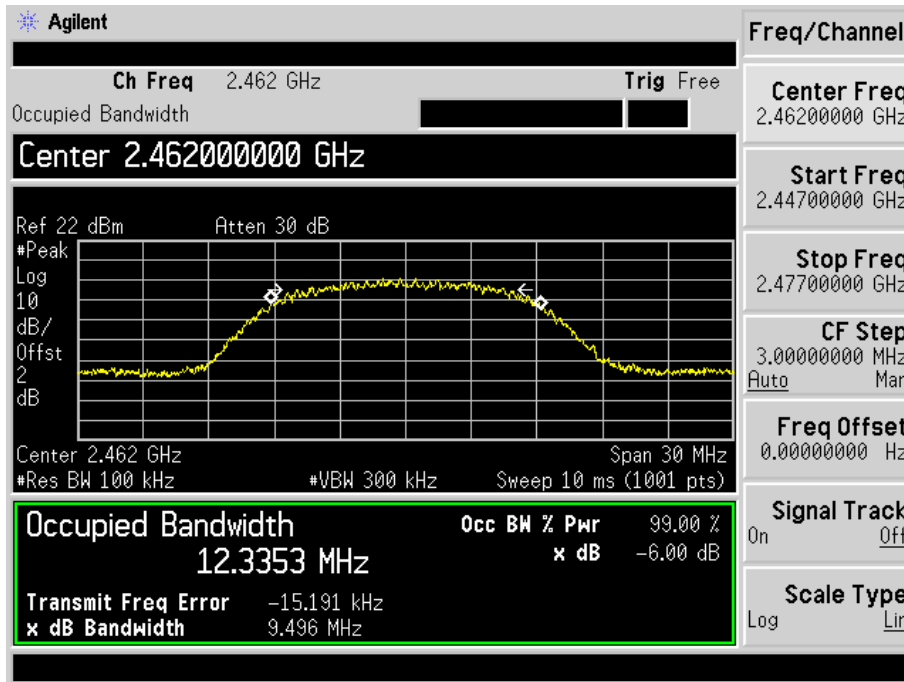 Agilent
Freq/Channel
Ch Freq 2.462 GHz Trig Free
Occupied Bandwidth
Center 2.462000000 GHz
Ref 22 dBm Atten 30 dB
#Peak
Log
10
dB/
Offst
2
dB
Center 2.462 GHz Span 30 MHz
#Res BW 100 kHz #VBW 300 kHz Sweep 10 ms (1001 pts)
Occupied Bandwidth
12.3353 MHz
Occ BW % Pwr 99.00 %
x dB -6.00 dB
Transmit Freq Error -15.191 kHz
x dB Bandwidth 9.496 MHz
Center Freq
2.46200000 GHz
Start Freq
2.44700000 GHz
Stop Freq
2.47700000 GHz
CF Step
3.00000000 MHz
Auto Man
Freq Offset
0.00000000 Hz
Signal Track
On Off
Scale Type
Log Lin